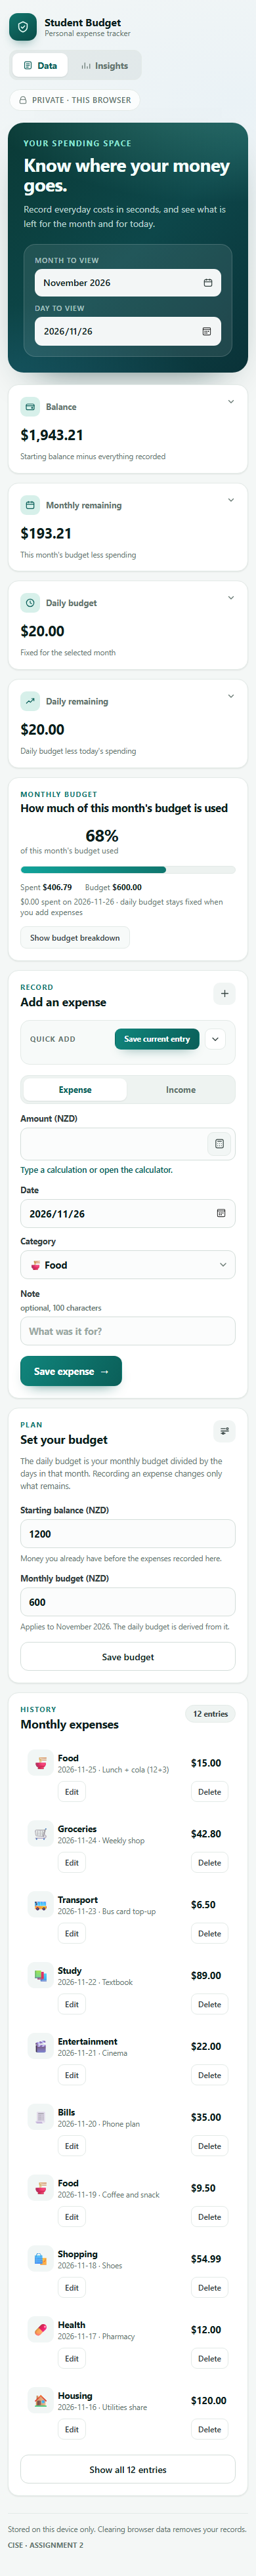 Student Budget
Personal expense tracker
Data
Insights
PRIVATE · THIS BROWSER
YOUR SPENDING SPACE
Know where your money
goes.
Record everyday costs in seconds, and see what is
left for the month and for today.
MONTH TO VIEW
November 2026
DAY TO VIEW
2026/11/26
Balance
$1,943.21
Starting balance minus everything recorded
Monthly remaining
$193.21
This month's budget less spending
Daily budget
$20.00
Fixed for the selected month
Daily remaining
$20.00
Daily budget less today's spending
MONTHLY BUDGET
How much of this month's budget is used
68%
of this month's budget used
Spent $406.79 Budget $600.00
$0.00 spent on 2026-11-26 · daily budget stays fixed when
you add expenses
Show budget breakdown
RECORD
Add an expense
QUICK ADD
Save current entry
Expense
Income
Amount (NZD)
Type a calculation or open the calculator.
Date
2026/11/26
Category
Food
Note
optional, 100 characters
What was it for?
Save expense →
PLAN
Set your budget
The daily budget is your monthly budget divided by the
days in that month. Recording an expense changes only
what remains.
Starting balance (NZD)
1200
Money you already have before the expenses recorded here.
Monthly budget (NZD)
600
Applies to November 2026. The daily budget is derived from it.
Save budget
HISTORY
Monthly expenses
12 entries
Food
2026-11-25 · Lunch + cola (12+3)
$15.00
Edit
Delete
Groceries
2026-11-24 · Weekly shop
$42.80
Edit
Delete
Transport
2026-11-23 · Bus card top-up
$6.50
Edit
Delete
Study
2026-11-22 · Textbook
$89.00
Edit
Delete
Entertainment
2026-11-21 · Cinema
$22.00
Edit
Delete
Bills
2026-11-20 · Phone plan
$35.00
Edit
Delete
Food
2026-11-19 · Coffee and snack
$9.50
Edit
Delete
Shopping
2026-11-18 · Shoes
$54.99
Edit
Delete
Health
2026-11-17 · Pharmacy
$12.00
Edit
Delete
Housing
2026-11-16 · Utilities share
$120.00
Edit
Delete
Show all 12 entries
Stored on this device only. Clearing browser data removes your records.
CISE · ASSIGNMENT 2